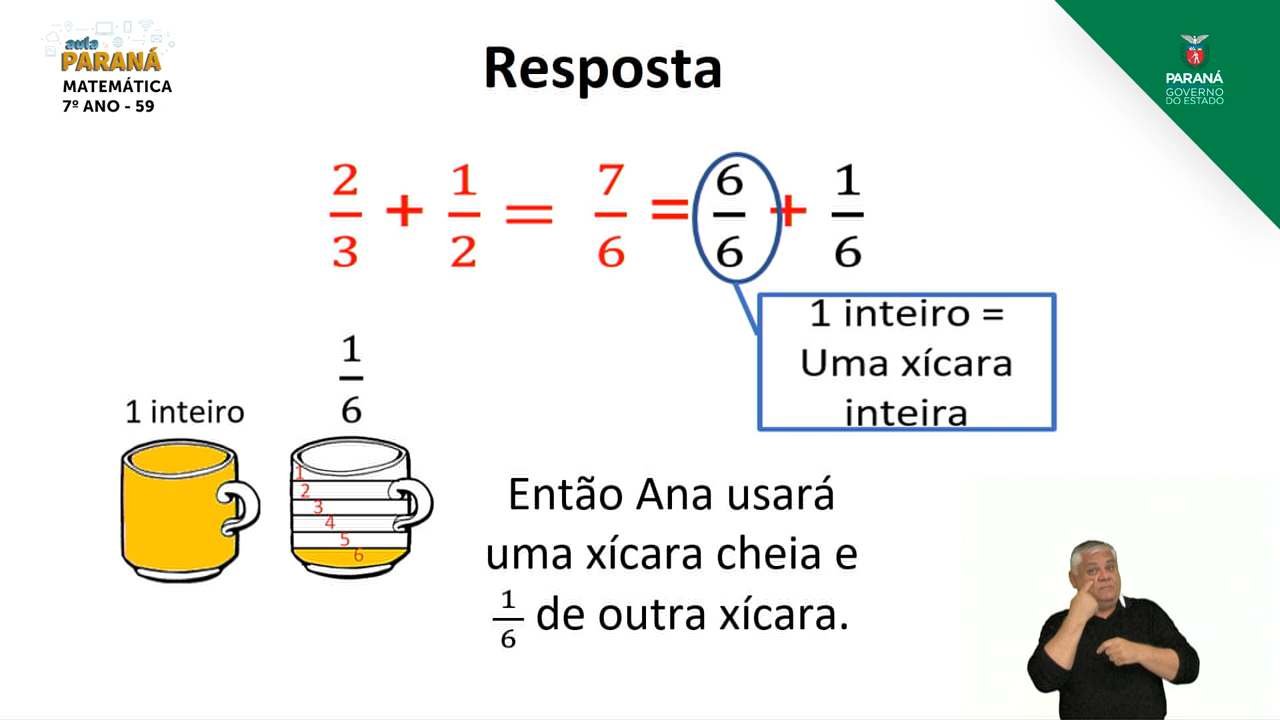 aula
PARANÁ
MATEMÁTICA
7º ANO - 59
Resposta
PARANÁ
GOVERNO
DO ESTADO
2/3 + 1/2 = 7/6 = 6/6 + 1/6
1 inteiro =
Uma xícara
inteira
1/6
1 inteiro
1
2
3
4
5
6
Então Ana usará
uma xícara cheia e
1/6 de outra xícara.